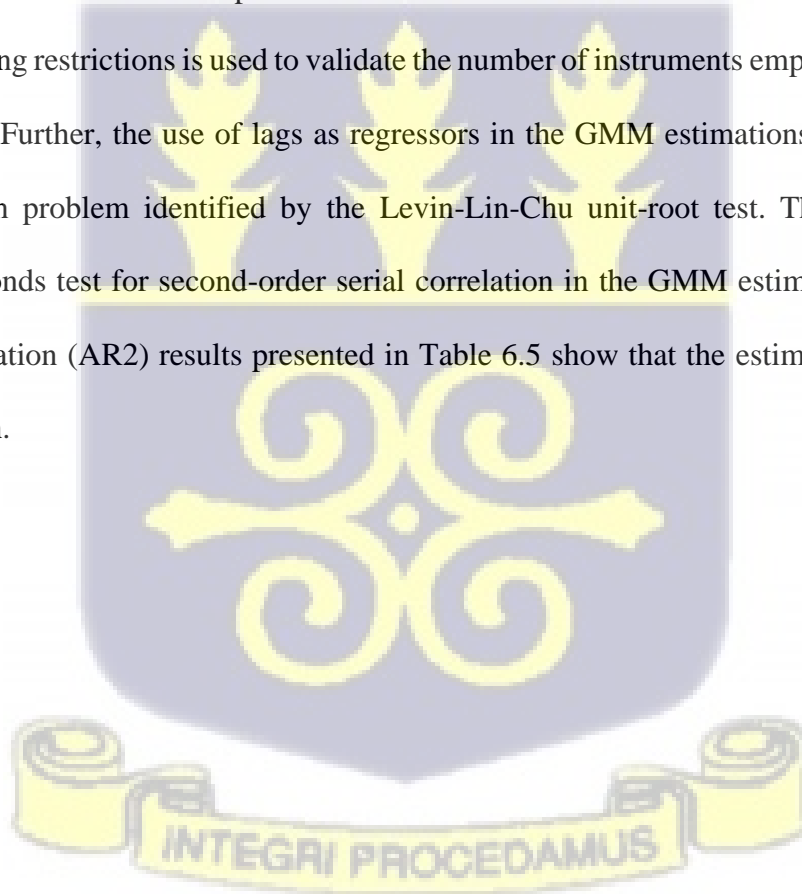 ng restrictions is used to validate the number of instruments emp
Further, the use of lags as regressors in the GMM estimations
problem identified by the Levin-Lin-Chu unit-root test.
onds test for second-order serial correlation in the GMM estim
ation (AR2) results presented in Table 6.5 show that the estim
INTEGRI PROCEDAMUS